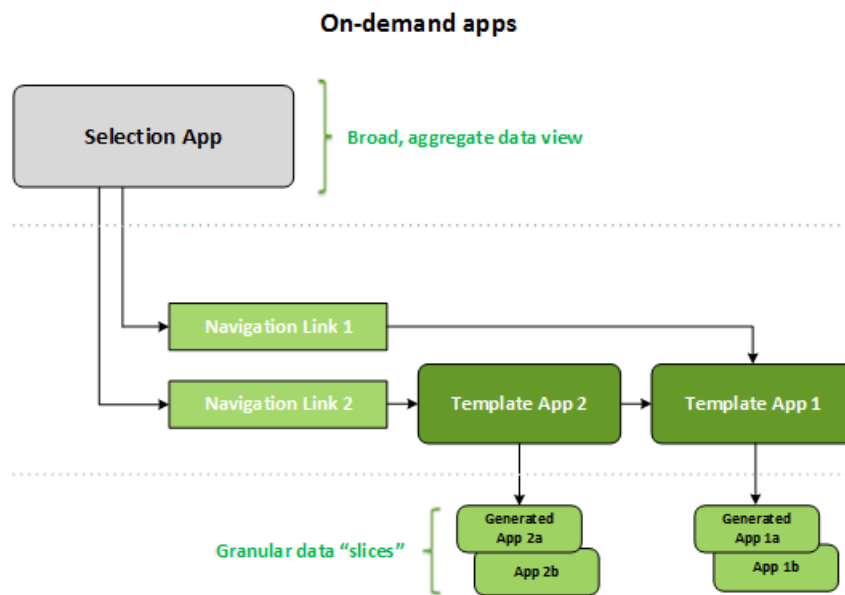 On-demand apps
Selection App
Broad, aggregate data view
Navigation Link 1
Navigation Link 2
Template App 2
Template App 1
Granular data “slices”
Generated
App 2a
App 2b
Generated
App 1a
App 1b